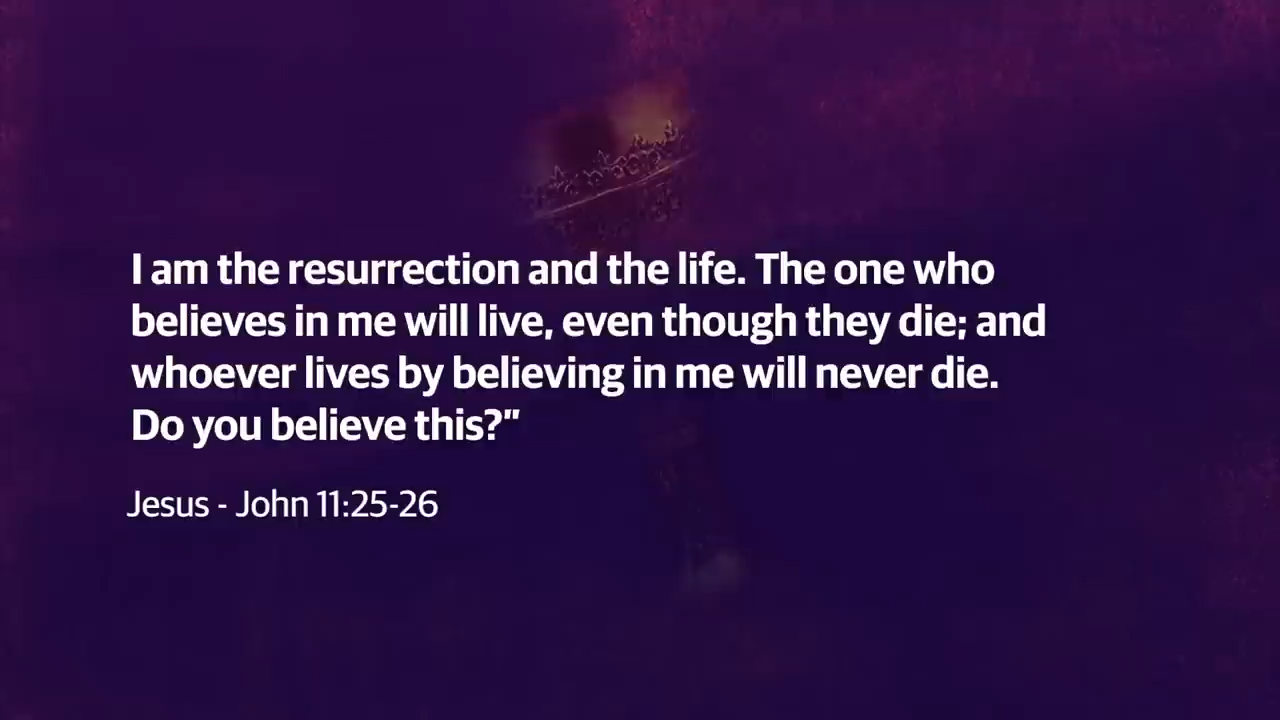 I am the resurrection and the life. The one who
believes in me will live, even though they die; and
whoever lives by believing in me will never die.
Do you believe this?”
Jesus - John 11:25-26